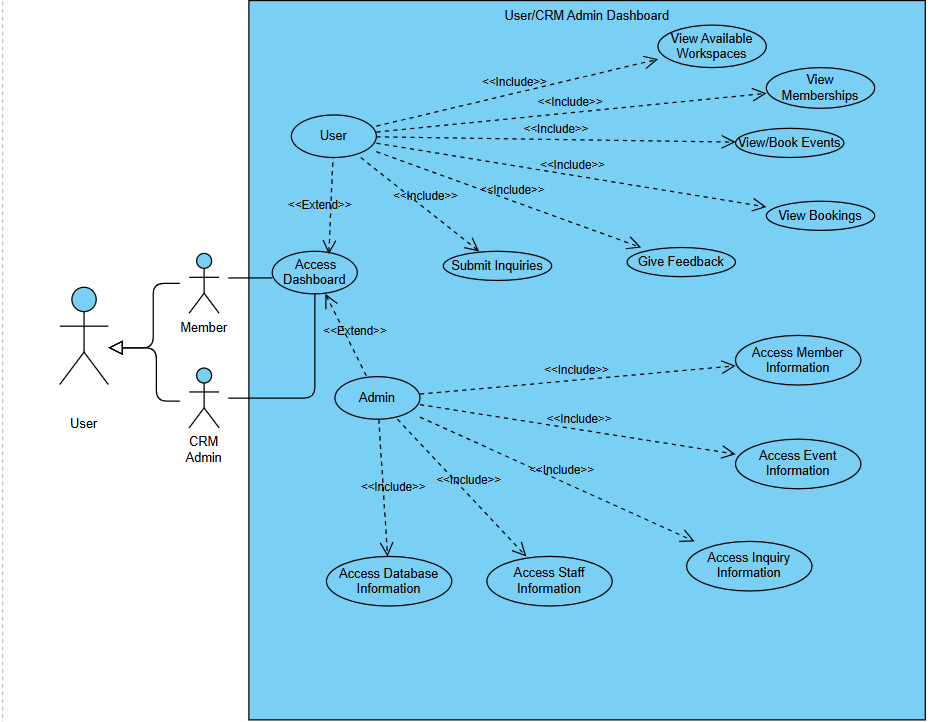 User/CRM Admin Dashboard
View Available
Workspaces
<<Include>>
View
Memberships
<<Include>>
User
<<Include>>
View/Book Events
<<Include>>
<<Include>>
<<Include>>
<<Extend>>
View Bookings
Access
Dashboard
Submit Inquiries
Give Feedback
Member
<<Extend>>
User
CRM
Admin
Admin
<<Include>>
Access Member
Information
<<Include>>
Access Event
Information
<<Include>>
<<Include>>
<<Include>>
Access Database
Information
Access Staff
Information
Access Inquiry
Information